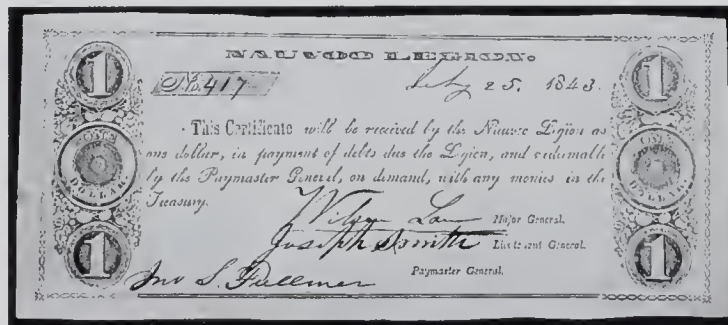 1 1
NAUVOO LEGION.
No. 417 July 25. 1843.
This Certificate will be received by the Nauvoo Legion as
one dollar, in payment of debts due the Legion, and redeemable
by the Paymaster General, on demand, with any monies in the
Treasury.
ONE DOLLAR ONE DOLLAR
Wilson Law Major General.
Joseph Smith Lieutenant General.
Paymaster General.
Jno S. Fullmer
1 1